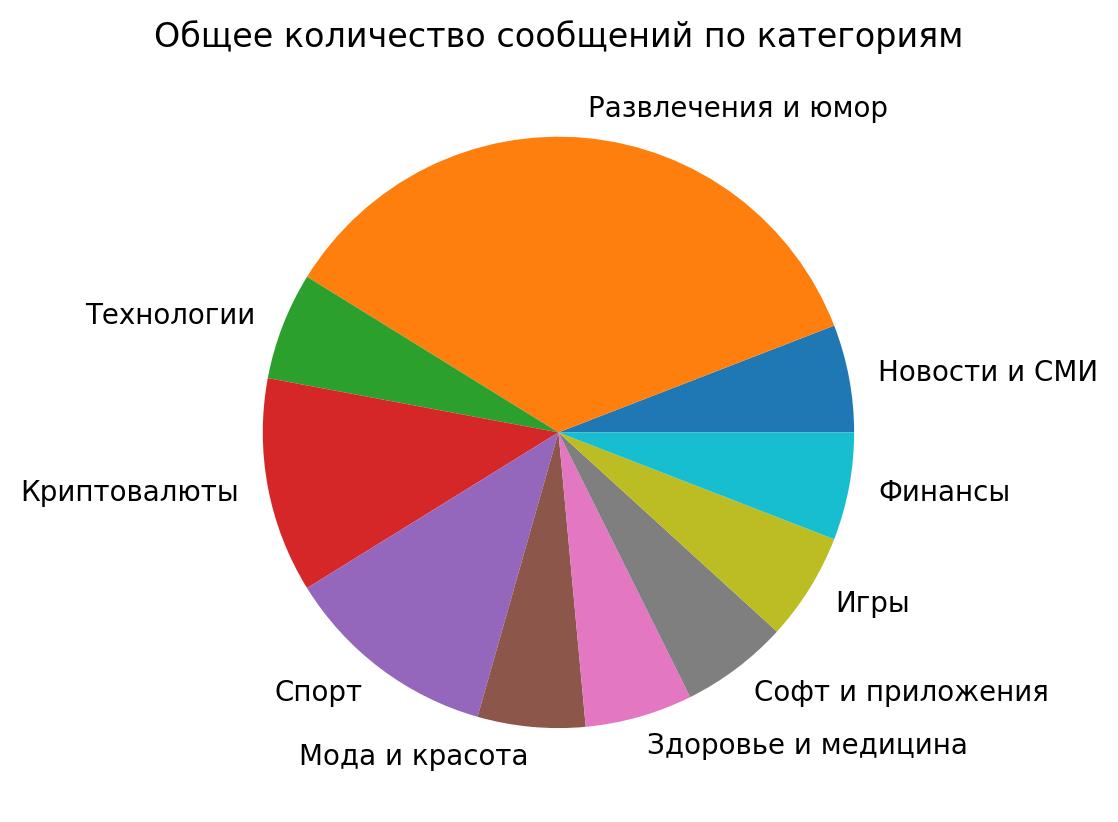 Общее количество сообщений по категориям
Развлечения и юмор
Технологии
Новости и СМИ
Криптовалюты
Финансы
Игры
Спорт
Софт и приложения
Мода и красота
Здоровье и медицина